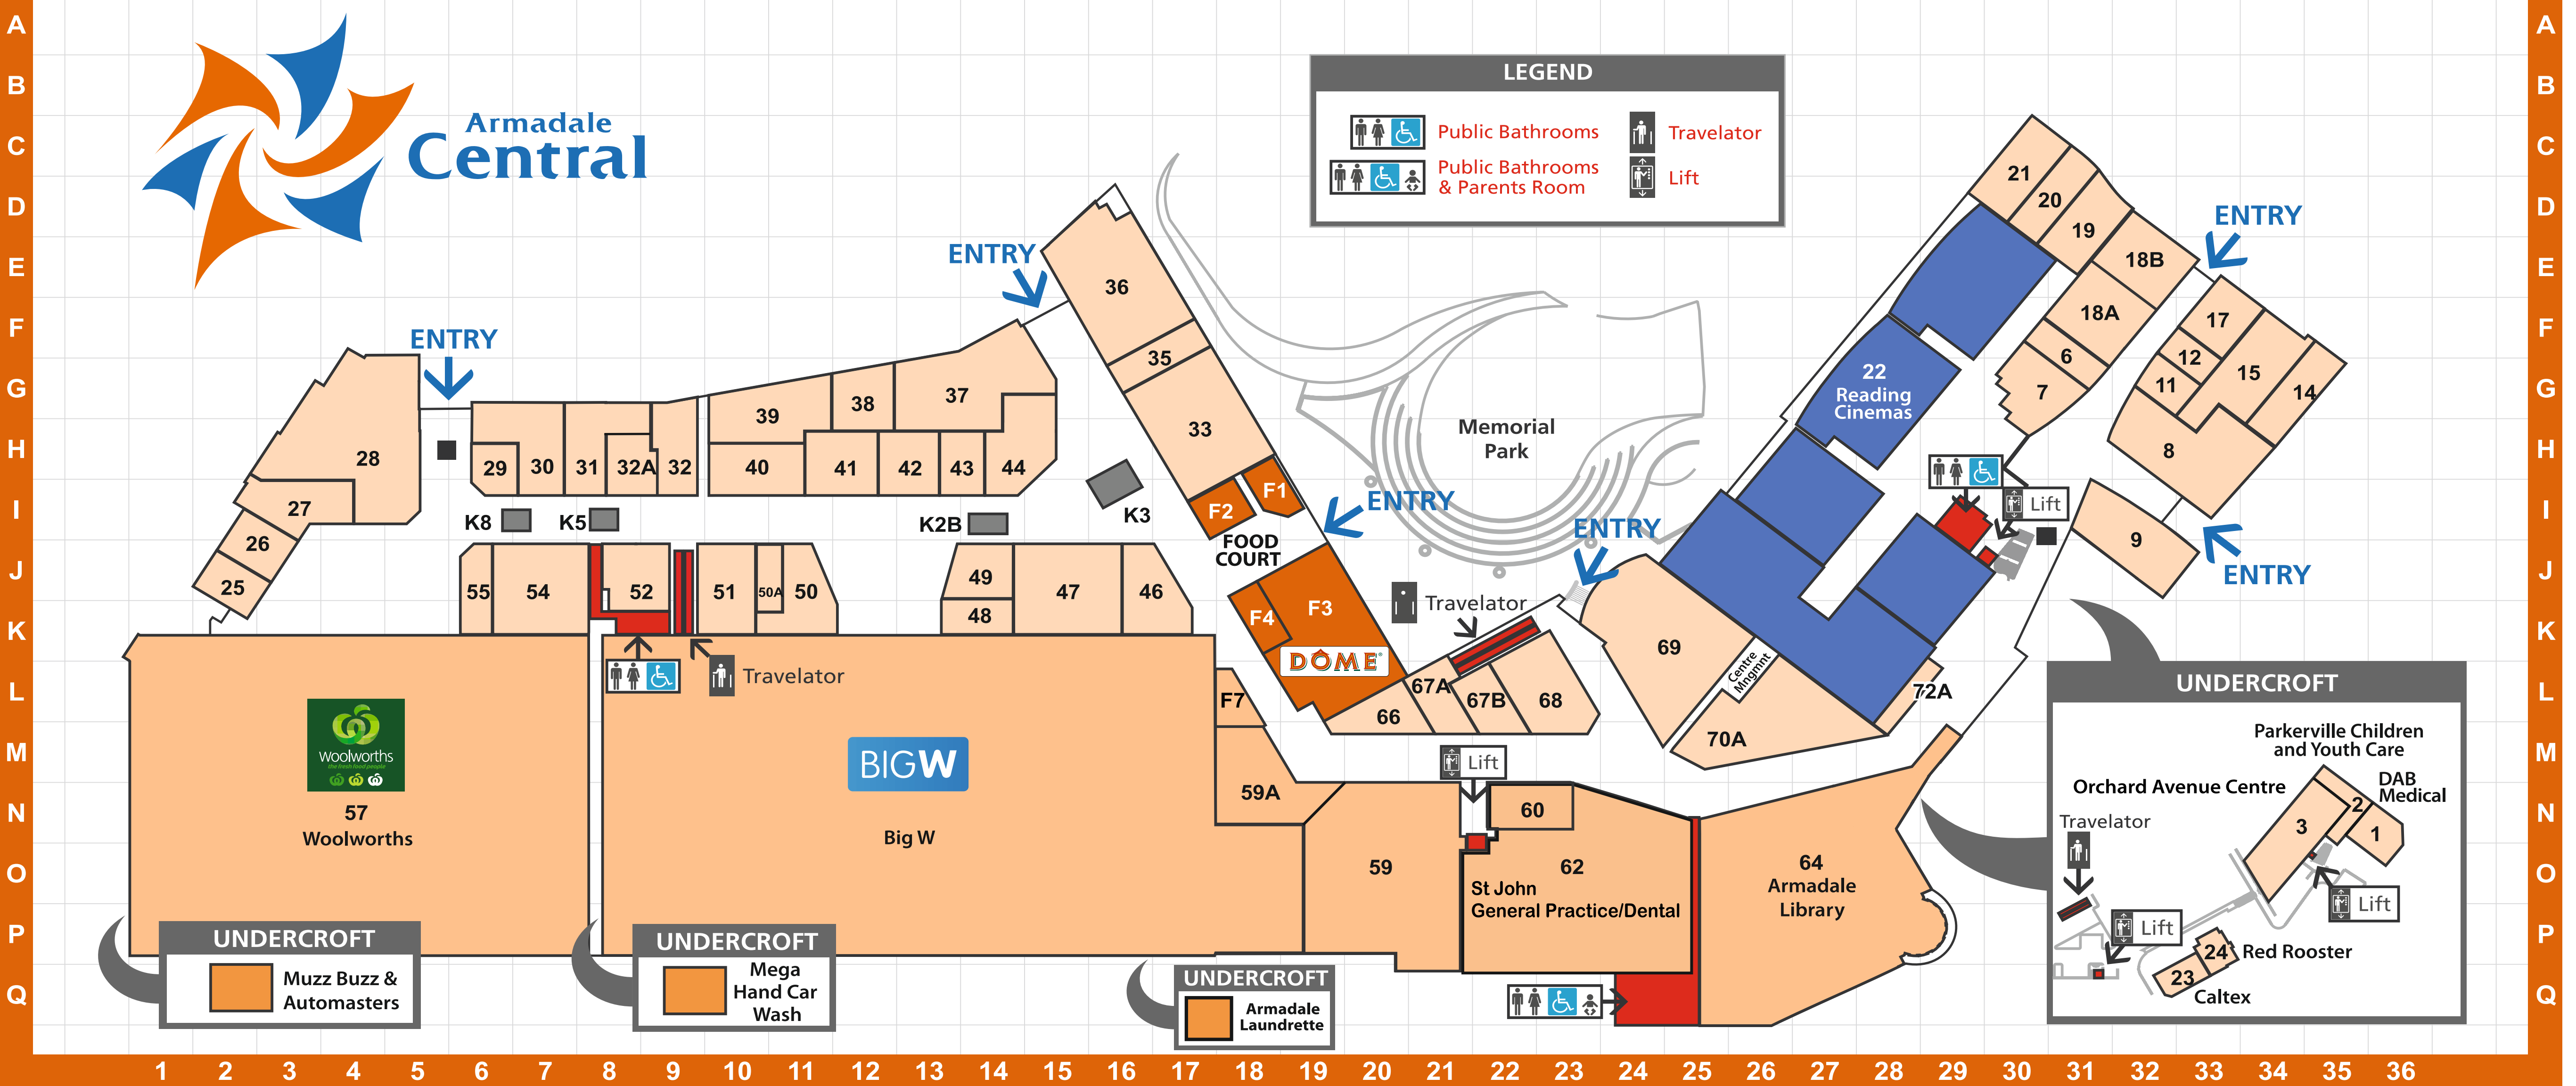 A
B
C
D
E
F
G
H
I
J
K
L
M
N
O
P
Q
Armadale
Central
LEGEND
Public Bathrooms
Travelator
Public Bathrooms
& Parents Room
Lift
ENTRY
ENTRY
ENTRY
ENTRY
ENTRY
ENTRY
ENTRY
21
20
19
18B
18A
17
6
12
7
11
15
14
8
9
22
Reading
Cinemas
Lift
36
35
33
F1
F2
FOOD
COURT
F3
F4
DÔME
Memorial
Park
28
27
26
25
29
30
31
32A
32
39
38
37
40
41
42
43
44
K8
K5
K2B
K3
55
54
52
51
50A
50
49
48
47
46
Travelator
Travelator
Woolworths
the fresh food people
57
Woolworths
BIGW
Big W
F7
59A
66
67A
67B
68
69
Centre
Mngmnt
70A
72A
Lift
60
59
62
St John
General Practice/Dental
64
Armadale
Library
UNDERCROFT
Muzz Buzz &
Automasters
UNDERCROFT
Mega
Hand Car
Wash
UNDERCROFT
Armadale
Laundrette
UNDERCROFT
Parkerville Children
and Youth Care
Orchard Avenue Centre
DAB
Medical
Travelator
3
2
1
Lift
Lift
24
Red Rooster
23
Caltex
A
B
C
D
E
F
G
H
I
J
K
L
M
N
O
P
Q
1 2 3 4 5 6 7 8 9 10 11 12 13 14 15 16 17 18 19 20 21 22 23 24 25 26 27 28 29 30 31 32 33 34 35 36